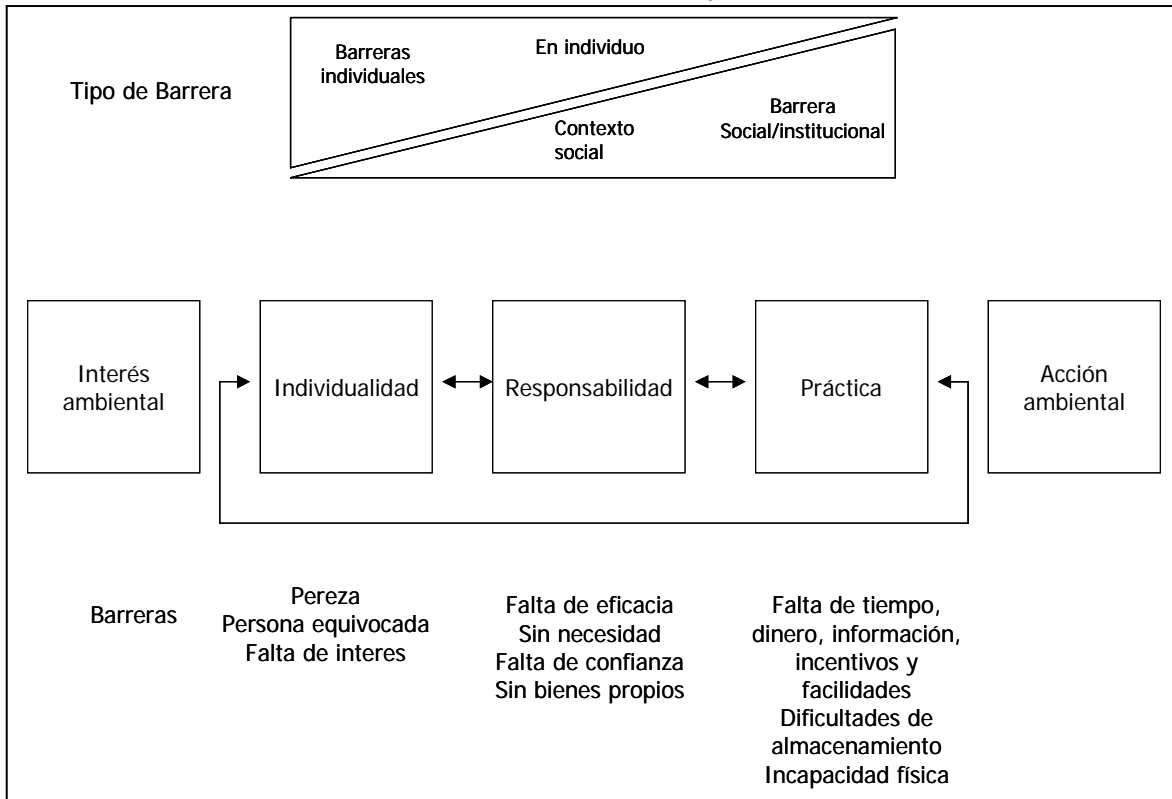 Tipo de Barrera
Barreras
individuales
En individuo
Contexto
social
Barrera
Social/institucional
Interés
ambiental
Individualidad
Responsabilidad
Práctica
Acción
ambiental
Barreras
Pereza
Persona equivocada
Falta de interes
Falta de eficacia
Sin necesidad
Falta de confianza
Sin bienes propios
Falta de tiempo,
dinero, información,
incentivos y
facilidades
Dificultades de
almacenamiento
Incapacidad física